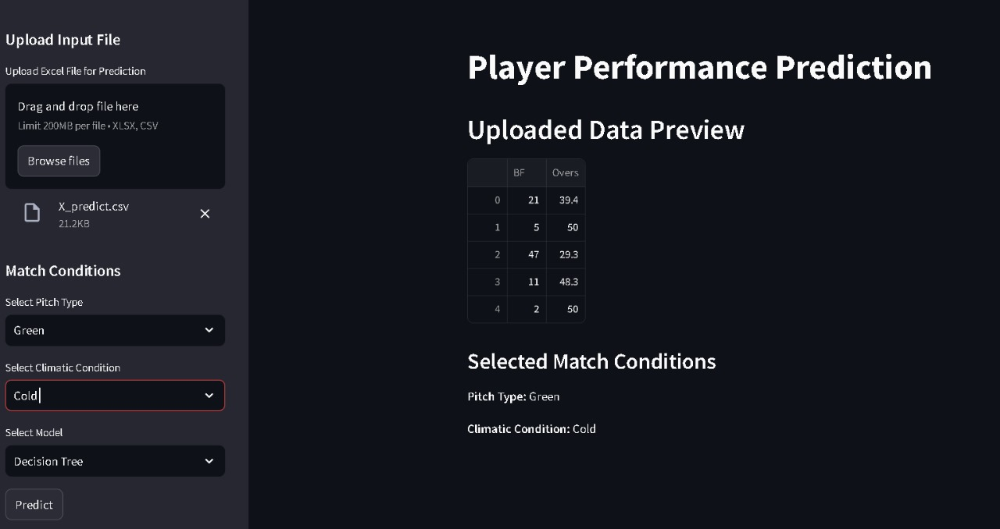 Upload Input File
Upload Excel File for Prediction
Drag and drop file here
Limit 200MB per file • XLSX, CSV
Browse files
X_predict.csv
21.2KB
Match Conditions
Select Pitch Type
Green
Select Climatic Condition
Cold
Select Model
Decision Tree
Predict
Player Performance Prediction
Uploaded Data Preview
BF Overs
0 21 39.4
1 5 50
2 47 29.3
3 11 48.3
4 2 50
Selected Match Conditions
Pitch Type: Green
Climatic Condition: Cold